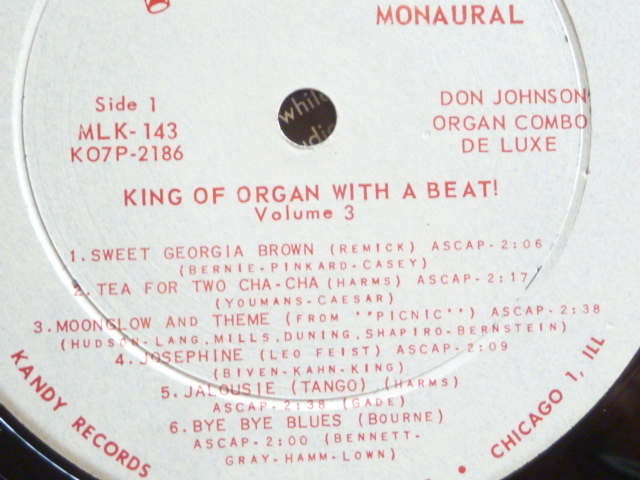 MONAURAL
Side 1
MLK-143
KO7P-2186
DON JOHNSON
ORGAN COMBO
DE LUXE
KING OF ORGAN WITH A BEAT!
Volume 3
1. SWEET GEORGIA BROWN (REMICK) ASCAP-2:06
(BERNIE-PINKARD-CASEY)
2. TEA FOR TWO CHA-CHA (HARMS) ASCAP-2:17
(YOUMANS-CAESAR)
3. MOONGLOW AND THEME (FROM "PICNIC") ASCAP-2:38
(HUDSON-LANG,MILLS,DUNING,SHAPIRO-BERNSTEIN)
4. JOSEPHINE (LEO FEIST) ASCAP-2:09
(BIVEN-KAHN-KING)
5. JALOUSIE (TANGO) (HARMS)
ASCAP-2:38 (GADE)
6. BYE BYE BLUES (BOURNE)
ASCAP-2:00 (BENNETT-
GRAY-HAMM-LOWN)
KANDY RECORDS
• CHICAGO 1, ILL